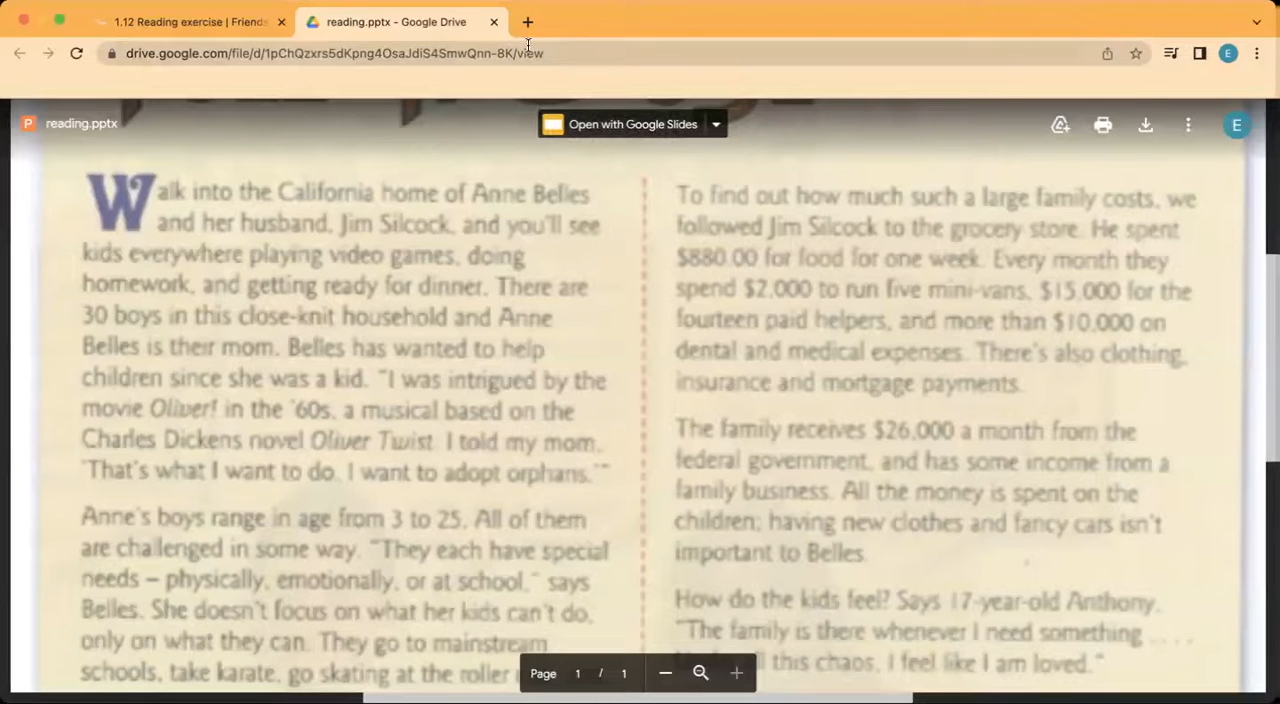 1.12 Reading exercise | Friends
reading.pptx - Google Drive
drive.google.com/file/d/1pChQzxrs5dKpng4OsaJdiS4SmwQnn-8K/view
E
P reading.pptx
Open with Google Slides
E
Walk into the California home of Anne Belles
and her husband, Jim Silcock, and you'll see
kids everywhere playing video games, doing
homework, and getting ready for dinner. There are
30 boys in this close-knit household and Anne
Belles is their mom. Belles has wanted to help
children since she was a kid. "I was intrigued by the
movie Oliver! in the '60s, a musical based on the
Charles Dickens novel Oliver Twist. I told my mom,
'That's what I want to do. I want to adopt orphans.'"
Anne's boys range in age from 3 to 25. All of them
are challenged in some way. "They each have special
needs – physically, emotionally, or at school," says
Belles. She doesn't focus on what her kids can't do,
only on what they can. They go to mainstream
schools, take karate, go skating at the roller
To find out how much such a large family costs, we
followed Jim Silcock to the grocery store. He spent
$880.00 for food for one week. Every month they
spend $2,000 to run five mini-vans, $15,000 for the
fourteen paid helpers, and more than $10,000 on
dental and medical expenses. There's also clothing,
insurance and mortgage payments.
The family receives $26,000 a month from the
federal government, and has some income from a
family business. All the money is spent on the
children; having new clothes and fancy cars isn't
important to Belles.
How do the kids feel? Says 17-year-old Anthony,
"The family is there whenever I need something ....
all this chaos, I feel like I am loved."
Page 1 / 1